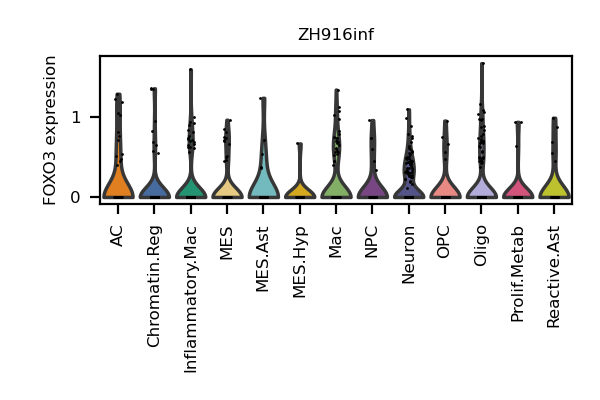 ZH916inf
FOXO3 expression
1
0
AC
Chromatin.Reg
Inflammatory.Mac
MES
MES.Ast
MES.Hyp
Mac
NPC
Neuron
OPC
Oligo
Prolif.Metab
Reactive.Ast